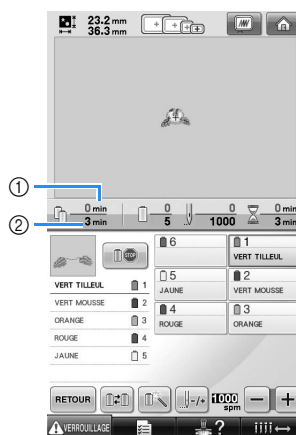 23.2 mm
36.3 mm
1
0 min 0 0
2
3 min 5 1000 3 min
6 1
VERT TILLEUL
STOP
5 2
JAUNE VERT MOUSSE
4 3
ROUGE ORANGE
VERT TILLEUL 1
VERT MOUSSE 2
ORANGE 3
ROUGE 4
JAUNE 5
RETOUR -/+ 1000 spm - +
VERROUILLAGE ?